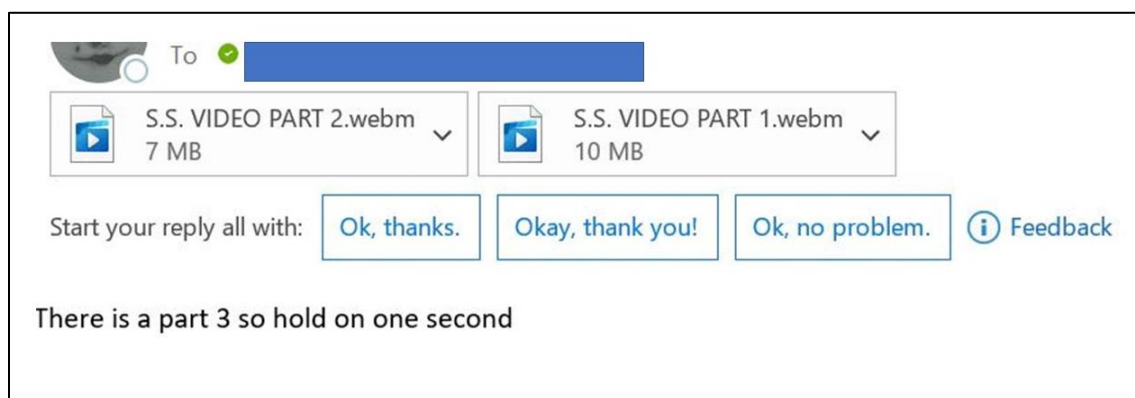 To
S.S. VIDEO PART 2.webm
7 MB
S.S. VIDEO PART 1.webm
10 MB
Start your reply all with: Ok, thanks. Okay, thank you! Ok, no problem. Feedback
There is a part 3 so hold on one second